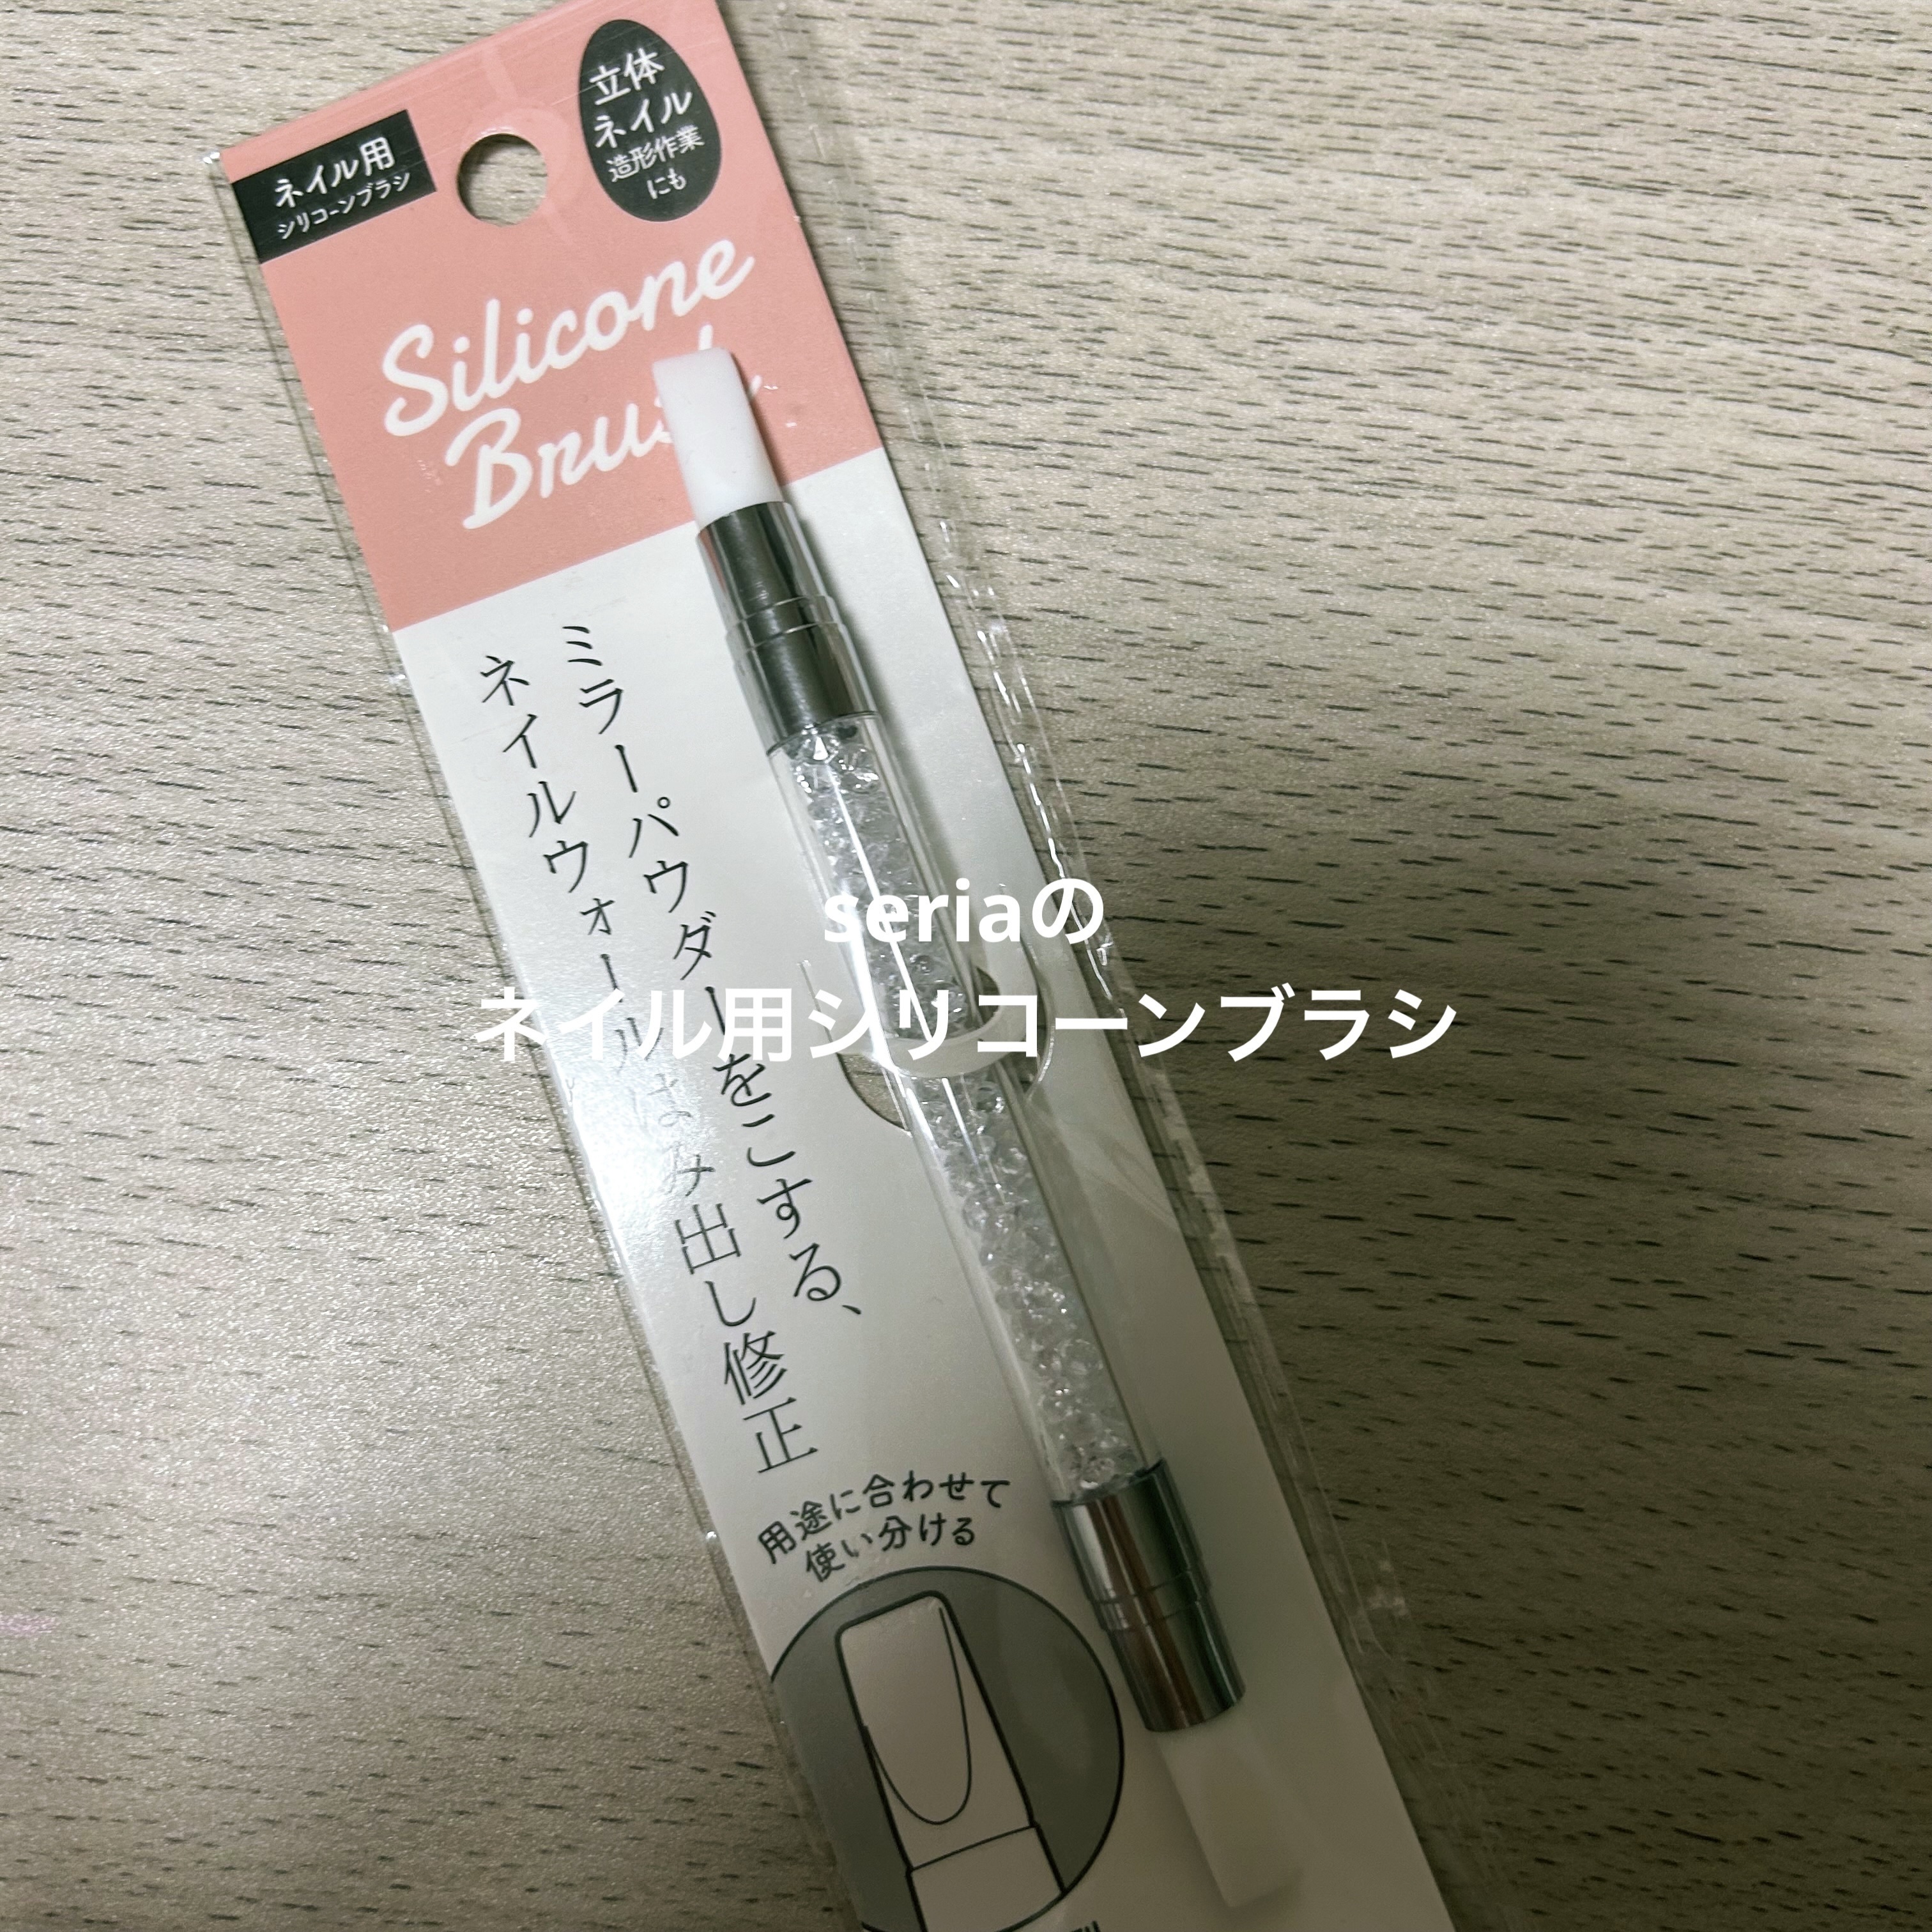 ネイル用
シリコーンブラシ
立体
ネイル
造形作業
にも
Silicone
Brush
ミラーパウダーをこする、
ネイルウォールはみ出し修正
seriaの
ネイル用シリコーンブラシ
用途に合わせて
使い分ける